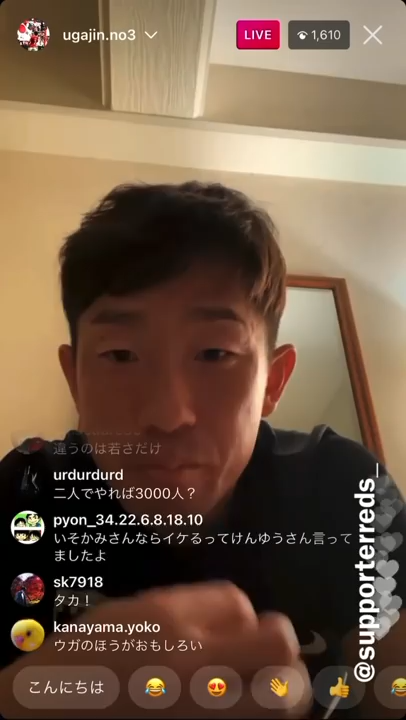 ugajin.no3
LIVE
1,610
違うのは若さだけ
urdurdurd
二人でやれば3000人？
pyon_34.22.6.8.18.10
いそかみさんならイケるってけんゆうさん言って
ましたよ
sk7918
タカ！
kanayama.yoko
ウガのほうがおもしろい
こんにちは
@supporterreds_